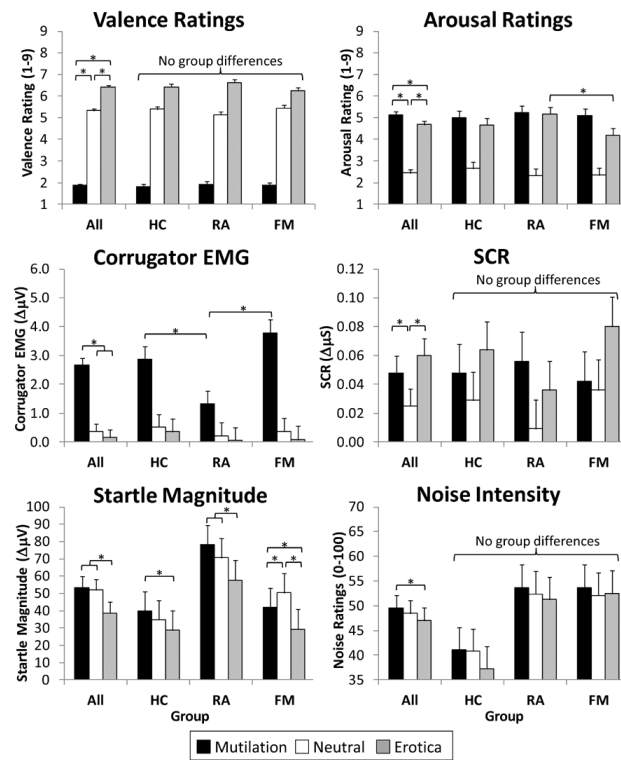 Valence Ratings
Valence Rating (1-9)
9
8
7
6
5
4
3
2
1
*
* *
No group differences
All HC RA FM
Arousal Ratings
Arousal Rating (1-9)
9
8
7
6
5
4
3
2
1
*
* *
*
All HC RA FM
Corrugator EMG
Corrugator EMG (ΔμV)
6.0
5.0
4.0
3.0
2.0
1.0
0.0
*
*
*
All HC RA FM
SCR
SCR (ΔμS)
0.12
0.10
0.08
0.06
0.04
0.02
0.00
* *
No group differences
All HC RA FM
Startle Magnitude
Startle Magnitude (ΔμV)
100
90
80
70
60
50
40
30
20
10
0
*
*
*
*
* *
All HC RA FM
Group
Noise Intensity
Noise Ratings (0-100)
70
65
60
55
50
45
40
35
*
No group differences
All HC RA FM
Group
Mutilation Neutral Erotica